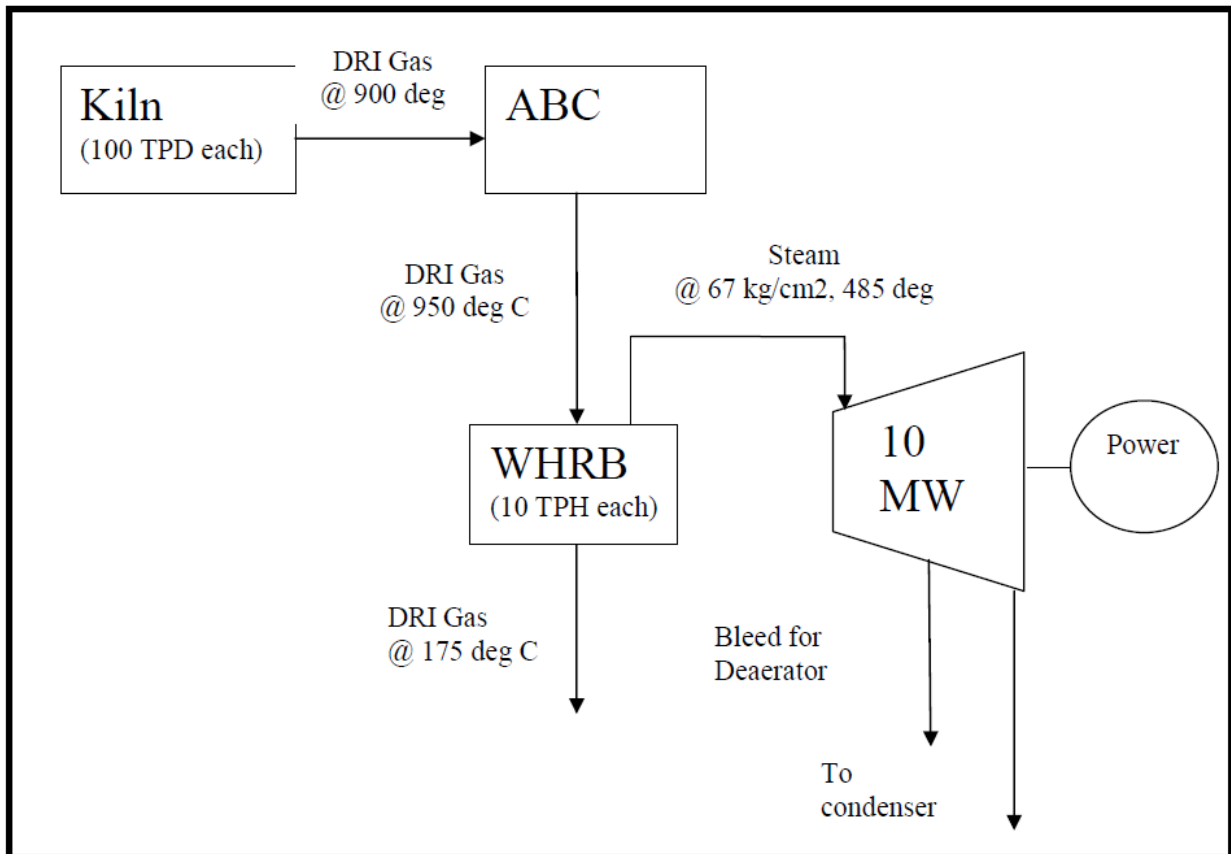 Kiln
(100 TPD each)
DRI Gas
@ 900 deg
ABC
DRI Gas
@ 950 deg C
Steam
@ 67 kg/cm2, 485 deg
WHRB
(10 TPH each)
10
MW
Power
DRI Gas
@ 175 deg C
Bleed for
Deaerator
To
condenser